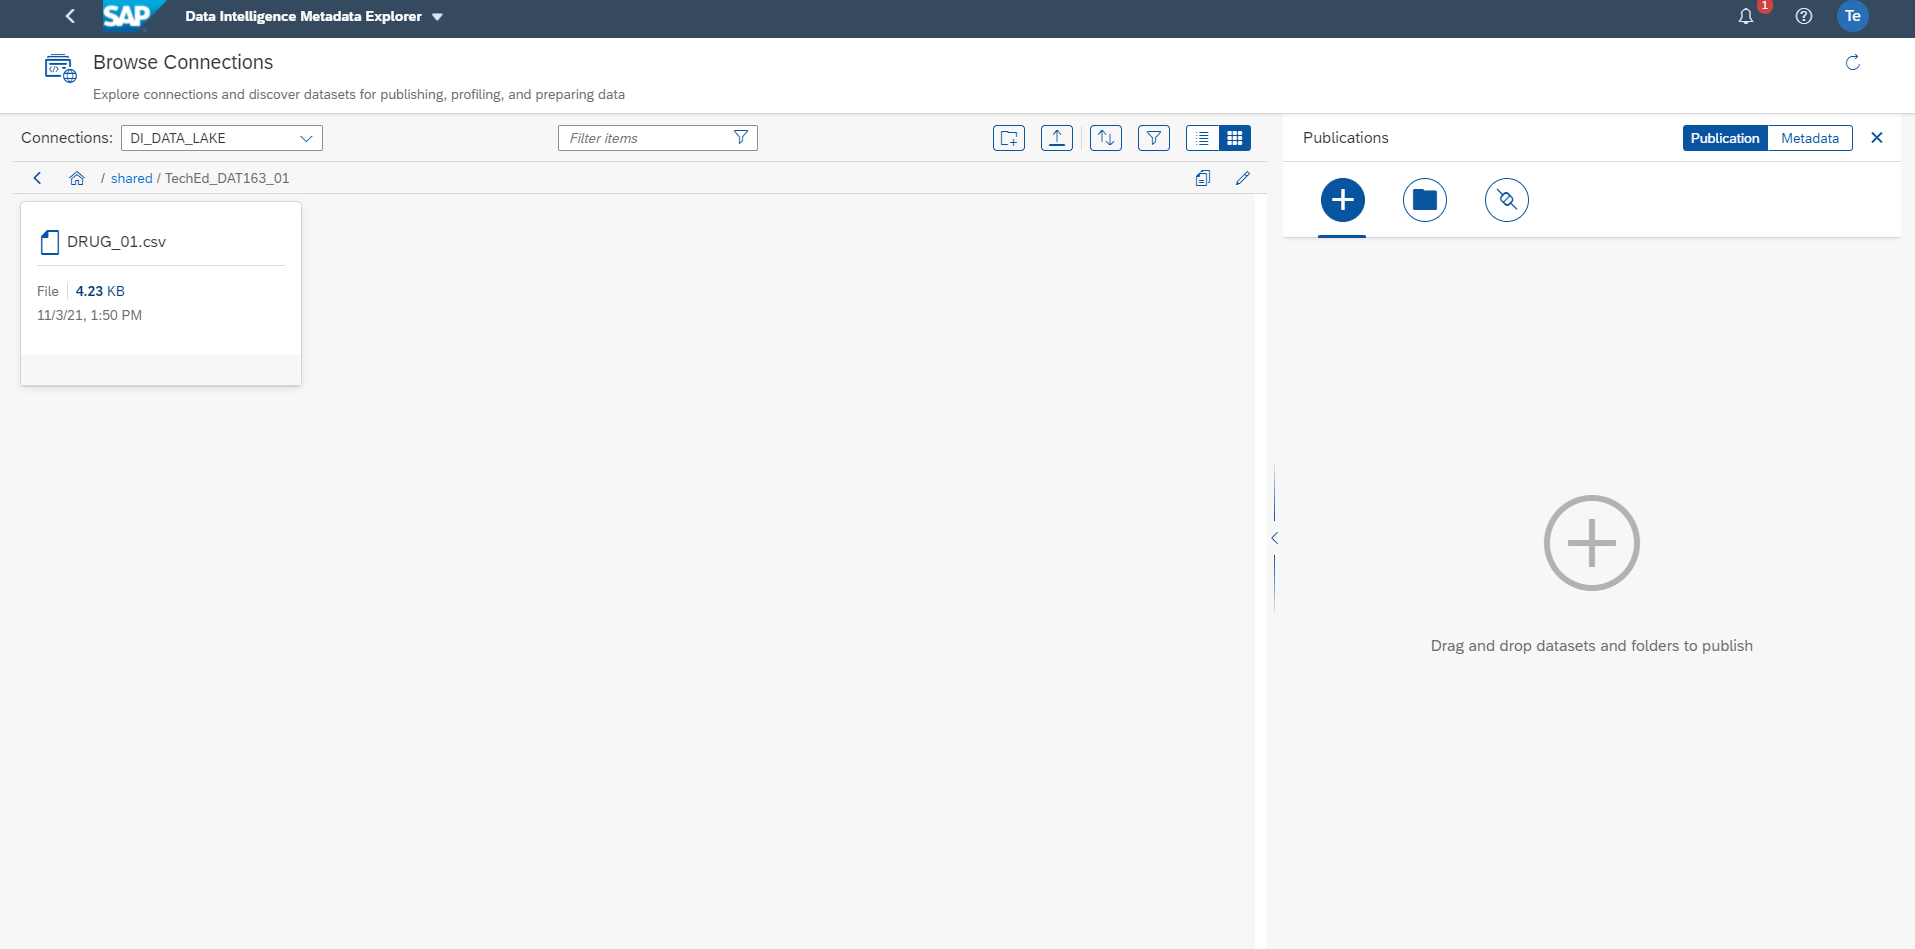 SAP Data Intelligence Metadata Explorer
1
Te
Browse Connections
Explore connections and discover datasets for publishing, profiling, and preparing data
Connections: DI_DATA_LAKE
Filter items
Publications
Publication Metadata
/ shared / TechEd_DAT163_01
DRUG_01.csv
File 4.23 KB
11/3/21, 1:50 PM
Drag and drop datasets and folders to publish